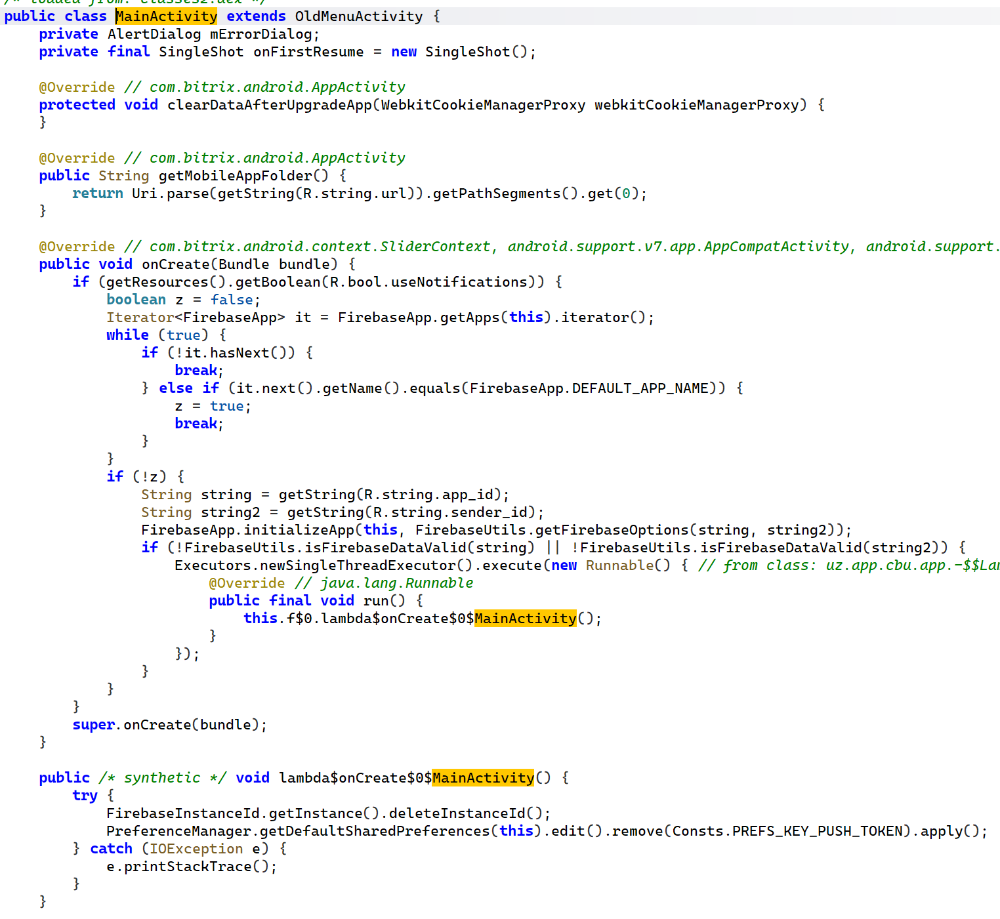 /* loaded from: classes2.dex */
public class MainActivity extends OldMenuActivity {
    private AlertDialog mErrorDialog;
    private final SingleShot onFirstResume = new SingleShot();

    @Override // com.bitrix.android.AppActivity
    protected void clearDataAfterUpgradeApp(WebkitCookieManagerProxy webkitCookieManagerProxy) {
    }

    @Override // com.bitrix.android.AppActivity
    public String getMobileAppFolder() {
        return Uri.parse(getString(R.string.url)).getPathSegments().get(0);
    }

    @Override // com.bitrix.android.context.SliderContext, android.support.v7.app.AppCompatActivity, android.support.
    public void onCreate(Bundle bundle) {
        if (getResources().getBoolean(R.bool.useNotifications)) {
            boolean z = false;
            Iterator<FirebaseApp> it = FirebaseApp.getApps(this).iterator();
            while (true) {
                if (!it.hasNext()) {
                    break;
                } else if (it.next().getName().equals(FirebaseApp.DEFAULT_APP_NAME)) {
                    z = true;
                    break;
                }
            }
            if (!z) {
                String string = getString(R.string.app_id);
                String string2 = getString(R.string.sender_id);
                FirebaseApp.initializeApp(this, FirebaseUtils.getFirebaseOptions(string, string2));
                if (!FirebaseUtils.isFirebaseDataValid(string) || !FirebaseUtils.isFirebaseDataValid(string2)) {
                    Executors.newSingleThreadExecutor().execute(new Runnable() { // from class: uz.app.cbu.app.-$$Lam
                        @Override // java.lang.Runnable
                        public final void run() {
                            this.f$0.lambda$onCreate$0$MainActivity();
                        }
                    });
                }
            }
        }
        super.onCreate(bundle);
    }

    public /* synthetic */ void lambda$onCreate$0$MainActivity() {
        try {
            FirebaseInstanceId.getInstance().deleteInstanceId();
            PreferenceManager.getDefaultSharedPreferences(this).edit().remove(Consts.PREFS_KEY_PUSH_TOKEN).apply();
        } catch (IOException e) {
            e.printStackTrace();
        }
    }